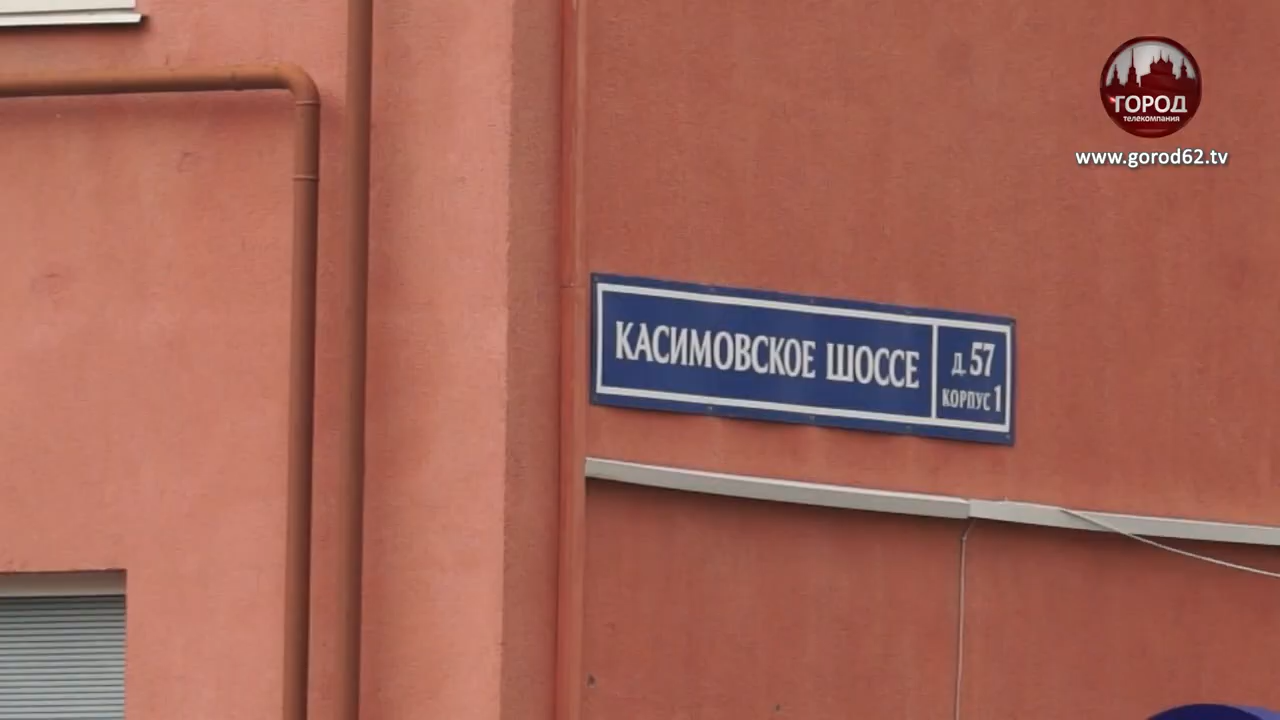 ГОРОД
телекомпания
www.gorod62.tv
КАСИМОВСКОЕ ШОССЕ
д. 57
КОРПУС 1